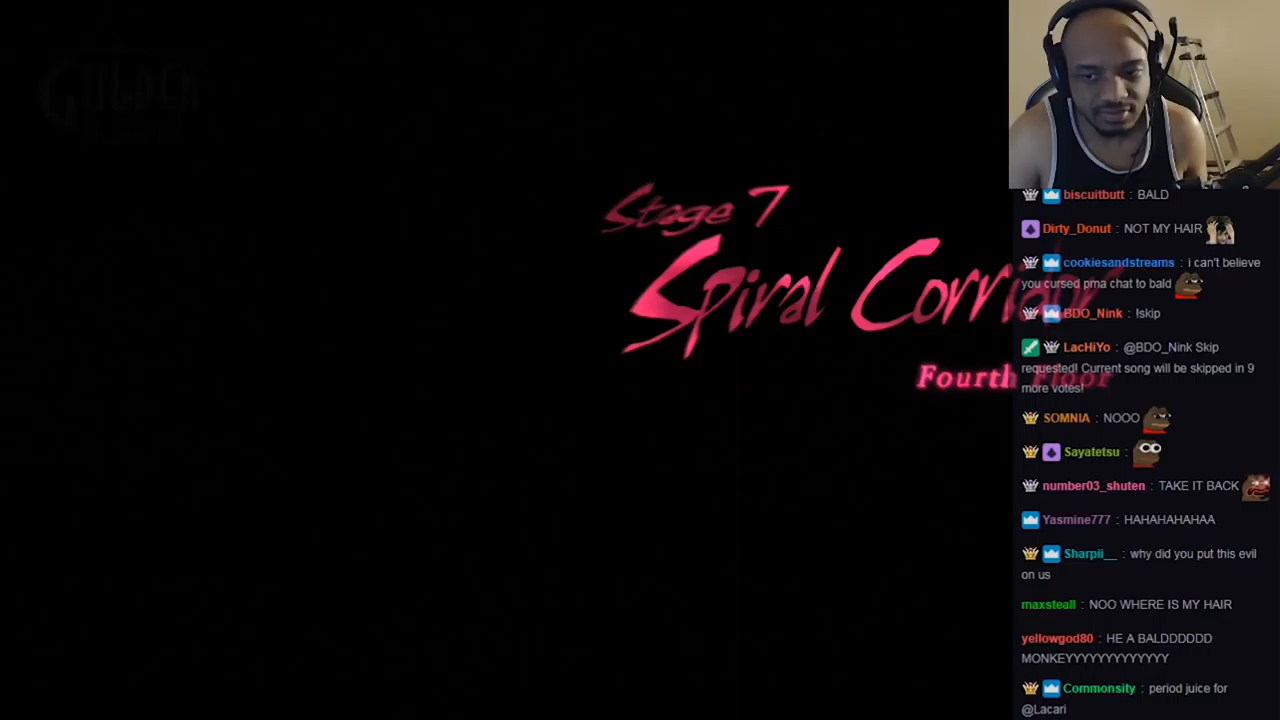 GOLDEN
Stage 7
Spiral Corridor
Fourth Floor
biscuitbutt : BALD
Dirty_Donut : NOT MY HAIR
cookiesandstreams : i can't believe
you cursed pma chat to bald
BDO_Nink : !skip
LacHiYo : @BDO_Nink Skip
requested! Current song will be skipped in 9
more votes!
SOMNIA : NOOO
Sayatetsu :
number03_shuten : TAKE IT BACK
Yasmine777 : HAHAHAHAHAA
Sharpii__ : why did you put this evil
on us
maxsteall : NOO WHERE IS MY HAIR
yellowgod80 : HE A BALDDDDDD
MONKEYYYYYYYYYYYYY
Commonsity : period juice for
@Lacari